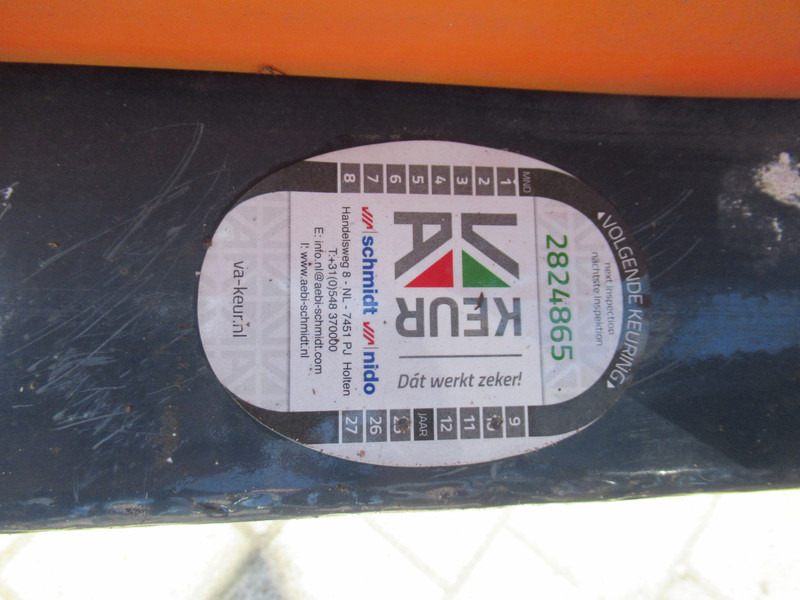 VOLGENDE KEURING
next inspection
nächste Inspektion
2824865
MND
1
2
3
4
5
6
7
8
VA
KEUR
Dát werkt zeker!
9
10
11
12
JAAR
25
26
27
schmidt nido
Handelsweg 8 - NL - 7451 PJ Holten
T:+31(0)548 370000
E: info.nl@aebi-schmidt.com
I: www.aebi-schmidt.nl
va-keur.nl